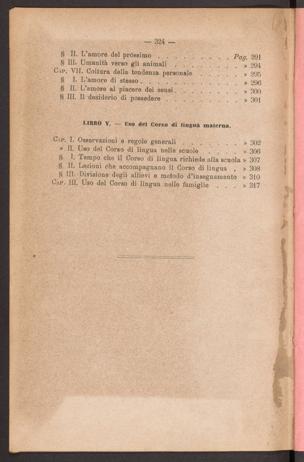 — 324 —
§ II. L'amore del prossimo . . . . . . . . . Pag. 291
§ III. Umanità verso gli animali . . . . . . . . » 294
CAP. VII. Coltura della tendenza personale . . . . . » 295
§ I. L'amore di stesso . . . . . . . . . . . » 296
§ II. L'amore al piacere dei sensi . . . . . . . » 300
§ III. Il desiderio di possedere . . . . . . . . » 301
LIBRO V. — Uso del Corso di lingua materna.
CAP. I. Osservazioni e regole generali . . . . . . . » 302
» II. Uso del Corso di lingua nelle scuole . . . . . » 306
§ I. Tempo che il Corso di lingua richiede alla scuola » 307
§ II. Lezioni che accompagnano il Corso di lingua . » 308
§ III. Divisione degli allievi e metodo d'insegnamento » 310
CAP. III. Uso del Corso di lingua nelle famiglie . . . » 317